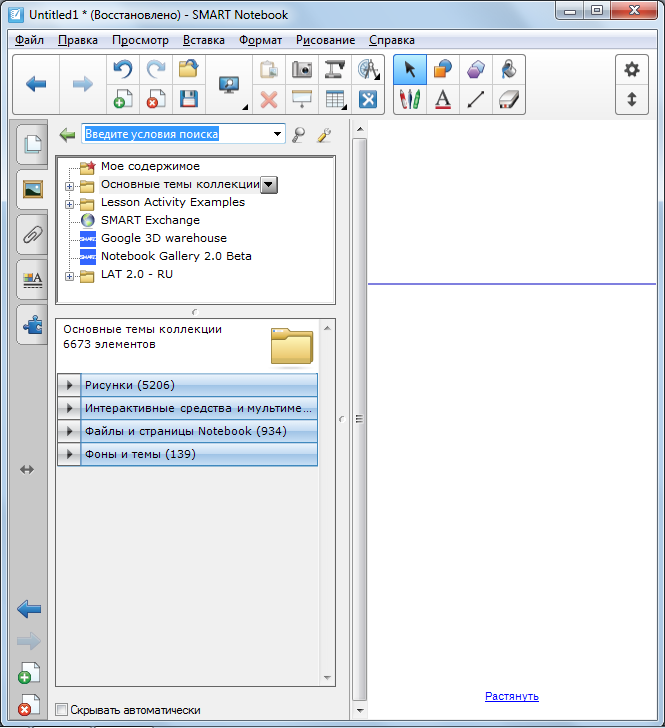 Untitled1 * (Восстановлено) - SMART Notebook
Файл Правка Просмотр Вставка Формат Рисование Справка
Введите условия поиска
Мое содержимое
Основные темы коллекции
Lesson Activity Examples
SMART Exchange
SMART Google 3D warehouse
SMART Notebook Gallery 2.0 Beta
LAT 2.0 - RU
Основные темы коллекции
6673 элементов
Рисунки (5206)
Интерактивные средства и мультиме...
Файлы и страницы Notebook (934)
Фоны и темы (139)
Растянуть
Скрывать автоматически